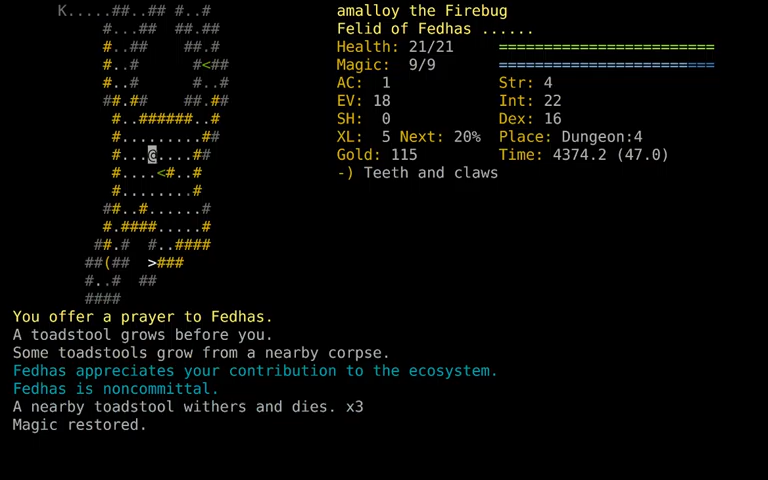 K.....##..## #..#
#...## ##.##
#..## ##.#
#..# #<##
#..# #..#
##.## ##.##
#..######..#
#.........##
#...@....##
#....<#..#
#........#
##..#......#
#.####.....#
##.# #..####
##(## >###
#..# ##
####
amalloy the Firebug
Felid of Fedhas ......
Health: 21/21 ========================
Magic: 9/9 ========================
AC: 1 Str: 4
EV: 18 Int: 22
SH: 0 Dex: 16
XL: 5 Next: 20% Place: Dungeon:4
Gold: 115 Time: 4374.2 (47.0)
-) Teeth and claws
You offer a prayer to Fedhas.
A toadstool grows before you.
Some toadstools grow from a nearby corpse.
Fedhas appreciates your contribution to the ecosystem.
Fedhas is noncommittal.
A nearby toadstool withers and dies. x3
Magic restored.